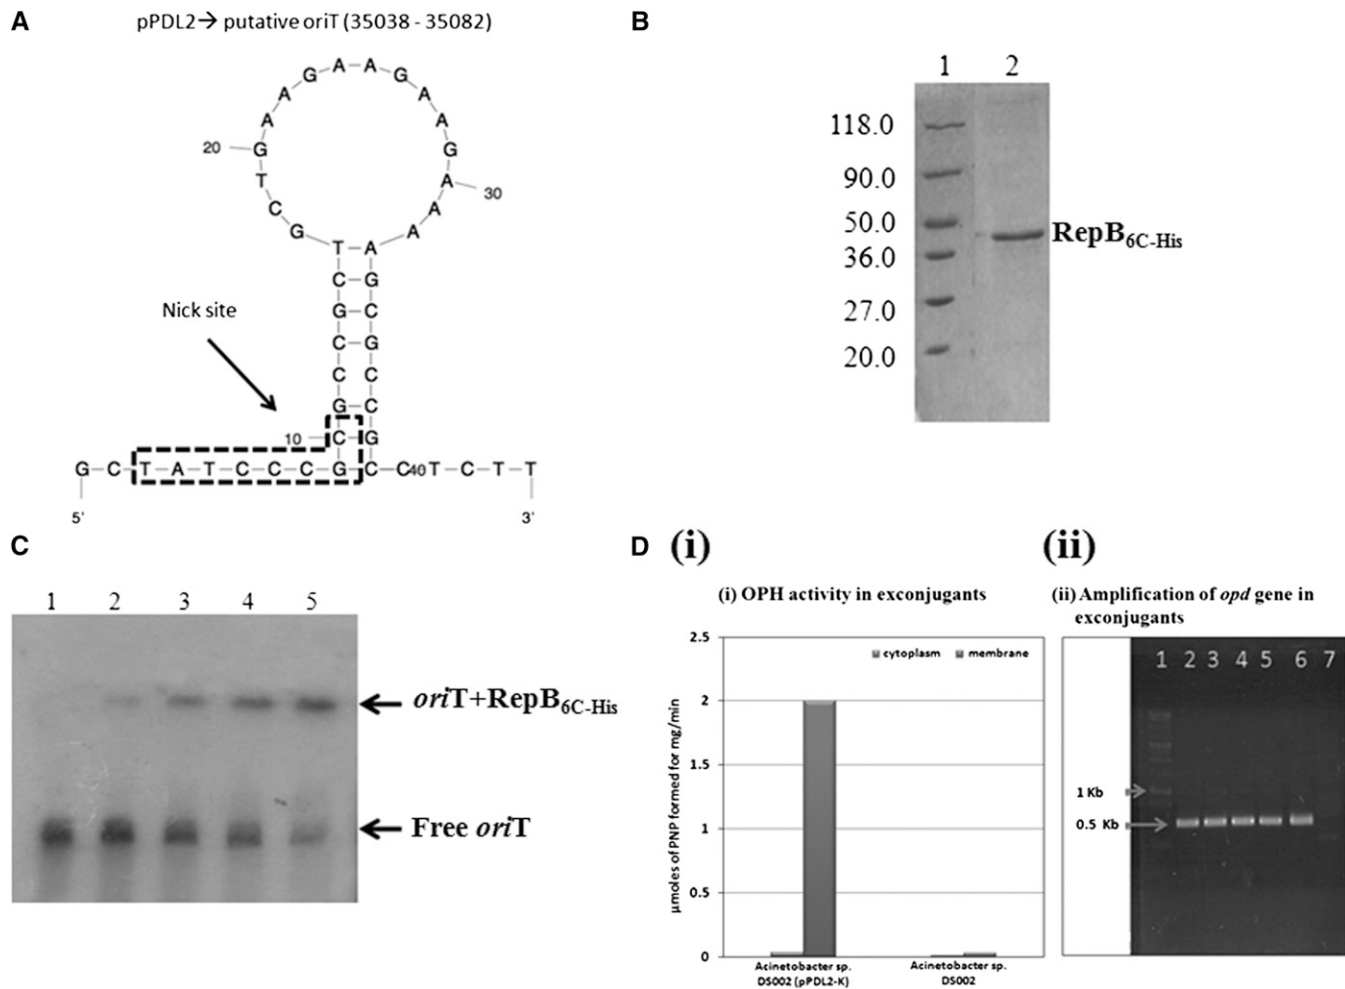 A
pPDL2→ putative oriT (35038 - 35082)
A-A
G G
A A
A A
20 G G
T A 30
C A
G A
T-A
C-G
G-C
C-G
C-C
G-C
10 C-G
G-C-T-A-T-C-C-C-G-C-C 40 T-C-T-T
5' 3'
Nick site
B
1 2
118.0
90.0
50.0
36.0
27.0
20.0
RepB6C-His
C
1 2 3 4 5
oriT+RepB6C-His
Free oriT
D
(i)
(i) OPH activity in exconjugants
cytoplasm membrane
µmoles of PNP formed for mg/min
2.5
2
1.5
1
0.5
0
Acinetobacter sp.
DS002 (pPDL2-K)
Acinetobacter sp.
DS002
(ii)
(ii) Amplification of opd gene in
exconjugants
1 2 3 4 5 6 7
1 Kb
0.5 Kb